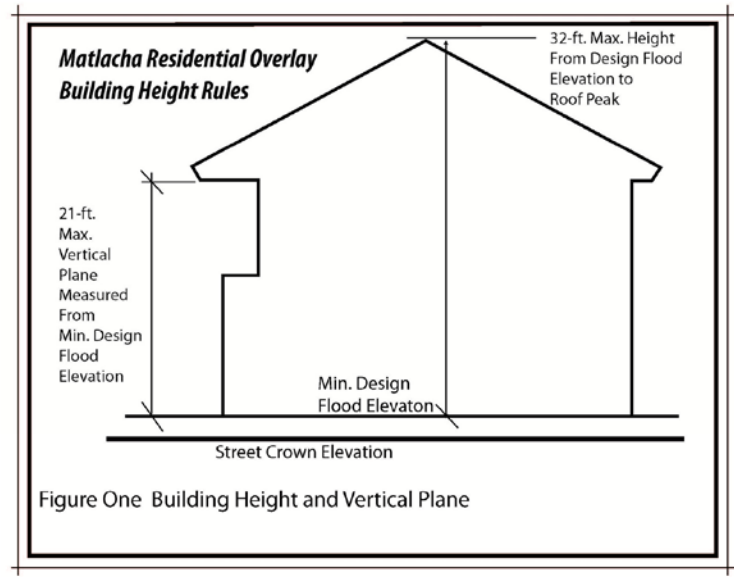 Matlacha Residential Overlay
Building Height Rules
32-ft. Max. Height
From Design Flood
Elevation to
Roof Peak
21-ft.
Max.
Vertical
Plane
Measured
From
Min. Design
Flood
Elevation
Min. Design
Flood Elevaton
Street Crown Elevation
Figure One Building Height and Vertical Plane